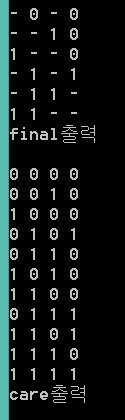 - 0 - 0
- - 1 0
1 - - 0
- 1 - 1
- 1 1 -
1 1 - -
final출력
0 0 0 0
0 0 1 0
1 0 0 0
0 1 0 1
0 1 1 0
1 0 1 0
1 1 0 0
0 1 1 1
1 1 0 1
1 1 1 0
1 1 1 1
care출력